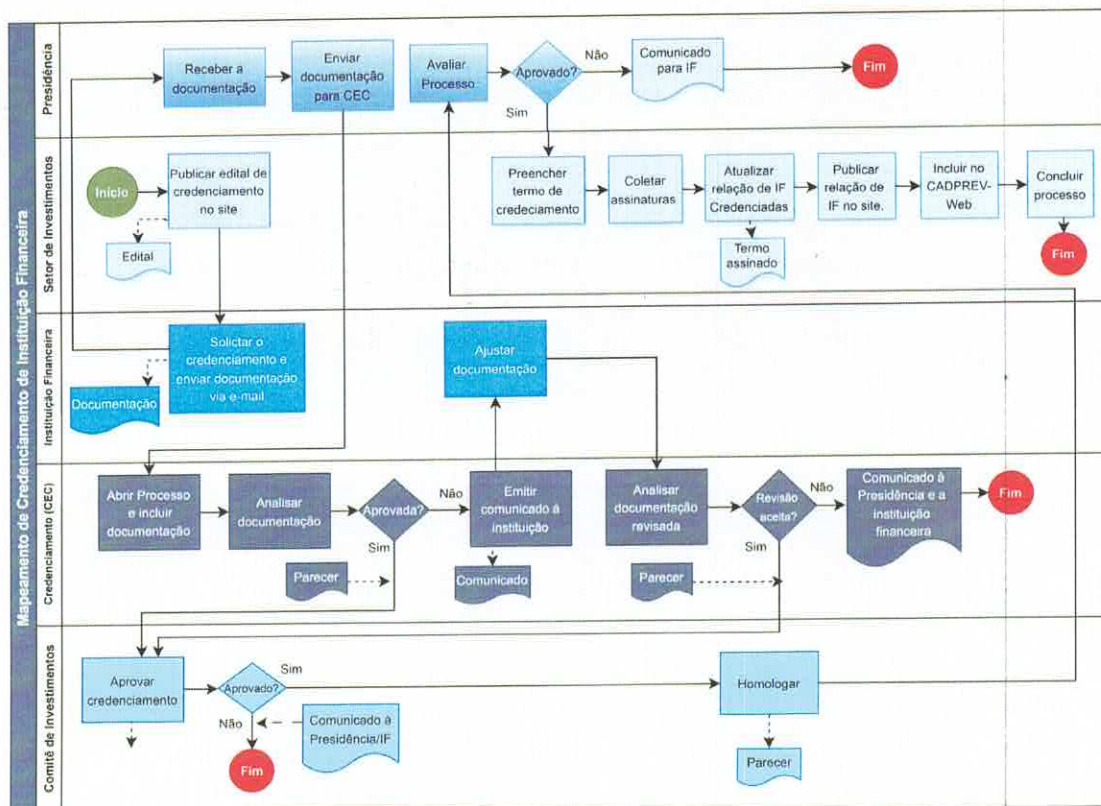 Mapeamento de Credenciamento de Instituição Financeira
Presidência
Receber a
documentação
Enviar
documentação
para CEC
Avaliar
Processo
Aprovado?
Não
Sim
Comunicado
para IF
Fim
Setor de Investimentos
Início
Publicar edital de
credenciamento
no site
Edital
Preencher
termo de
credeciamento
Coletar
assinaturas
Atualizar
relação de IF
Credenciadas
Termo
assinado
Publicar
relação de
IF no site.
Incluir no
CADPREV-
Web
Concluir
processo
Fim
Instituição Financeira
Solictar o
credenciamento e
enviar documentação
via e-mail
Documentação
Ajustar
documentação
Credenciamento (CEC)
Abrir Processo
e incluir
documentação
Analisar
documentação
Aprovada?
Não
Sim
Parecer
Emitir
comunicado à
instituição
Comunicado
Analisar
documentação
revisada
Revisão
aceita?
Não
Sim
Parecer
Comunicado à
Presidência e a
instituição
financeira
Fim
Comitê de Investimentos
Aprovar
credenciamento
Aprovado?
Sim
Não
Comunicado à
Presidência/IF
Fim
Homologar
Parecer